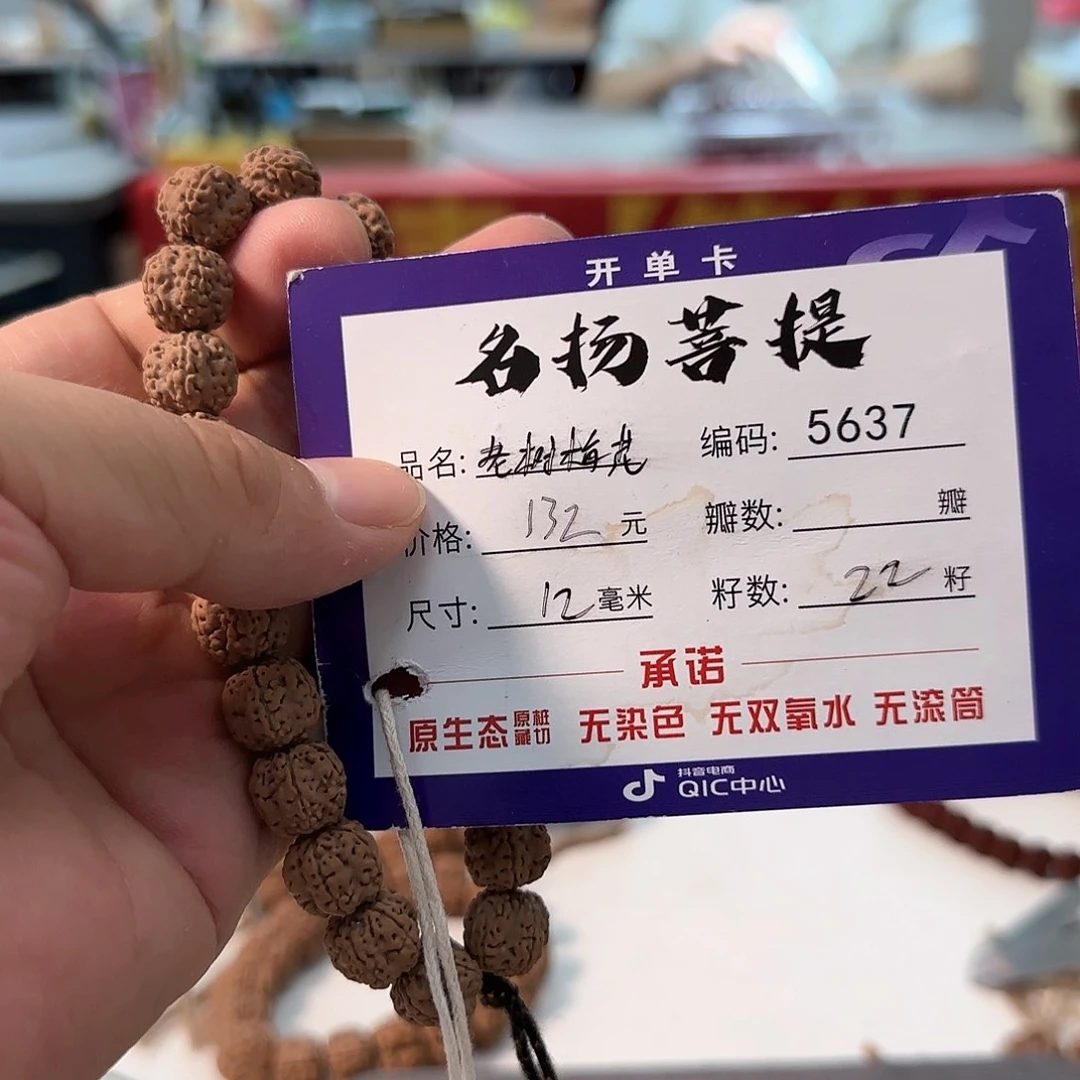 开单卡
名扬菩提
品名: 老树梅花 编码: 5637
价格: 132 元 瓣数: 瓣
尺寸: 12 毫米 籽数: 22 籽
承诺
原生态 原桩藏切 无染色 无双氧水 无滚筒
抖音电商
QIC中心